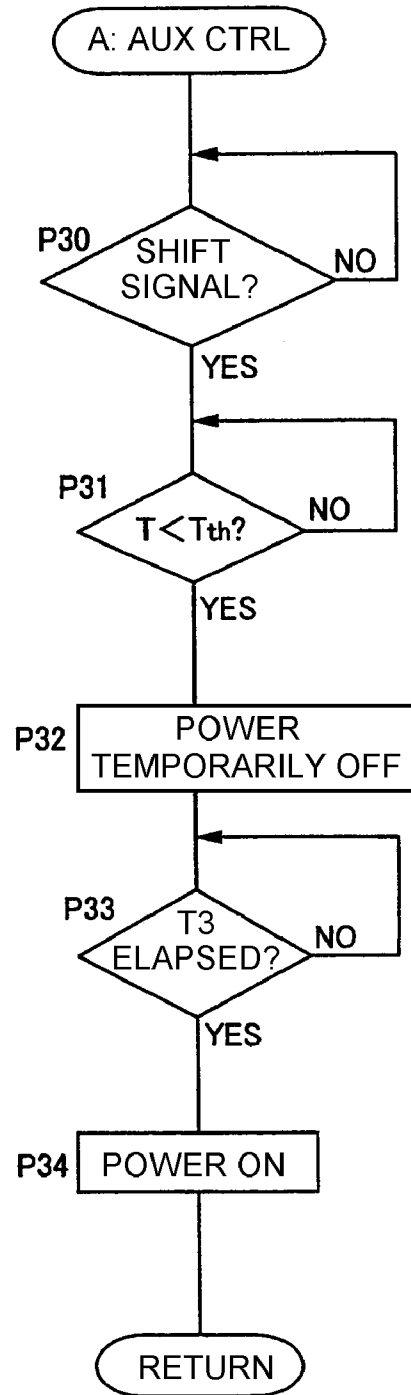 A: AUX CTRL
P30
SHIFT
SIGNAL?
NO
YES
P31
T<Tth?
NO
YES
P32
POWER
TEMPORARILY OFF
P33
T3
ELAPSED?
NO
YES
P34
POWER ON
RETURN